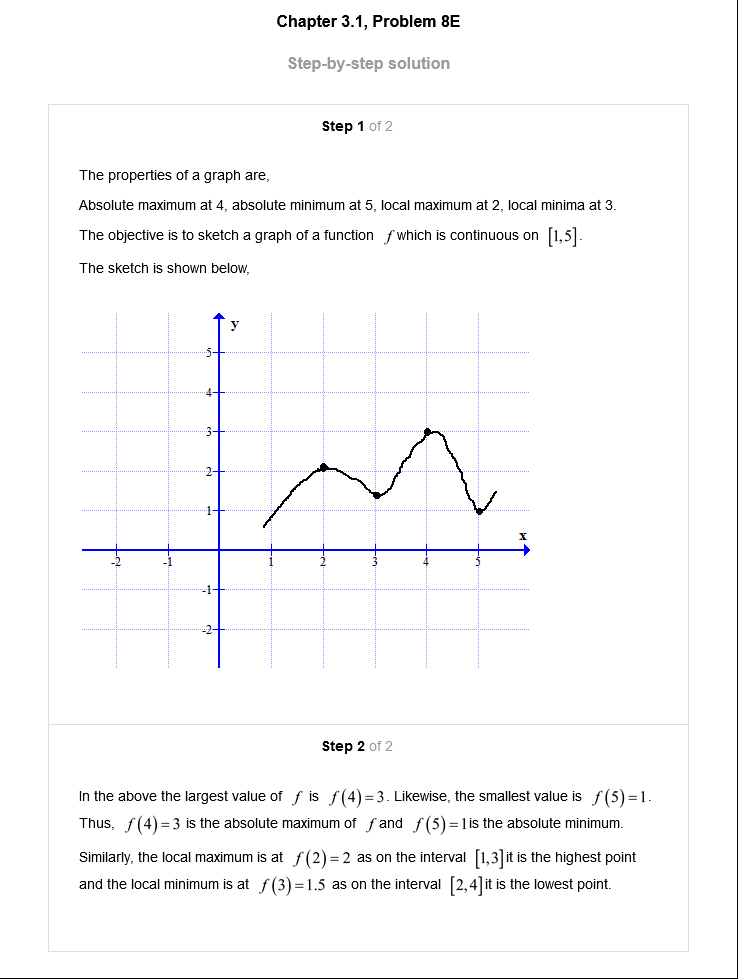 Chapter 3.1, Problem 8E
Step-by-step solution
Step 1 of 2
The properties of a graph are,
Absolute maximum at 4, absolute minimum at 5, local maximum at 2, local minima at 3.
The objective is to sketch a graph of a function f which is continuous on [1,5].
The sketch is shown below,
y
5
4
3
2
1
x
-2 -1 1 2 3 4 5
-1
-2
Step 2 of 2
In the above the largest value of f is f(4)=3. Likewise, the smallest value is f(5)=1.
Thus, f(4)=3 is the absolute maximum of f and f(5)=1 is the absolute minimum.
Similarly, the local maximum is at f(2)=2 as on the interval [1,3] it is the highest point
and the local minimum is at f(3)=1.5 as on the interval [2,4] it is the lowest point.